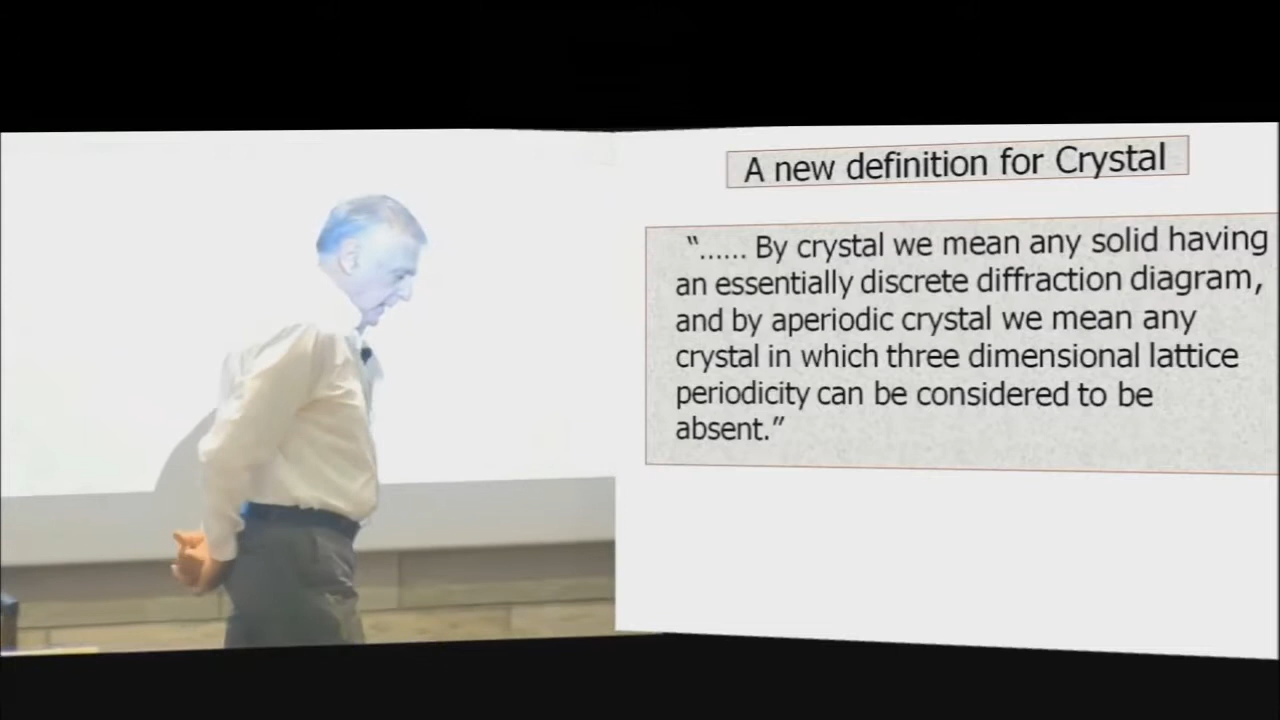 A new definition for Crystal
“...... By crystal we mean any solid having
an essentially discrete diffraction diagram,
and by aperiodic crystal we mean any
crystal in which three dimensional lattice
periodicity can be considered to be
absent.”